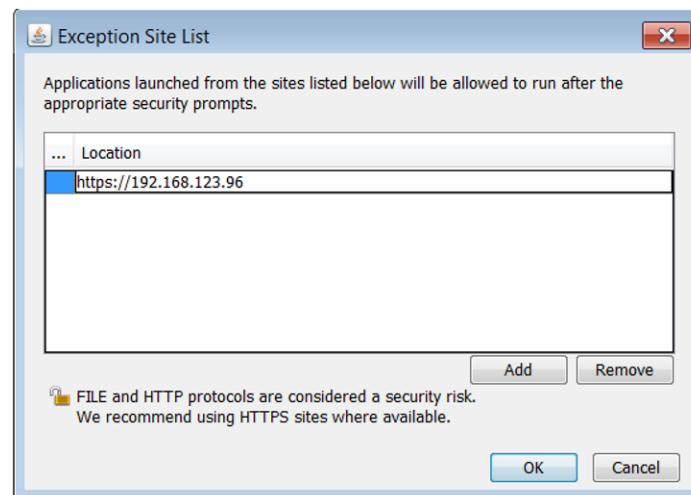 Exception Site List
Applications launched from the sites listed below will be allowed to run after the
appropriate security prompts.
... Location
https://192.168.123.96
Add Remove
FILE and HTTP protocols are considered a security risk.
We recommend using HTTPS sites where available.
OK Cancel